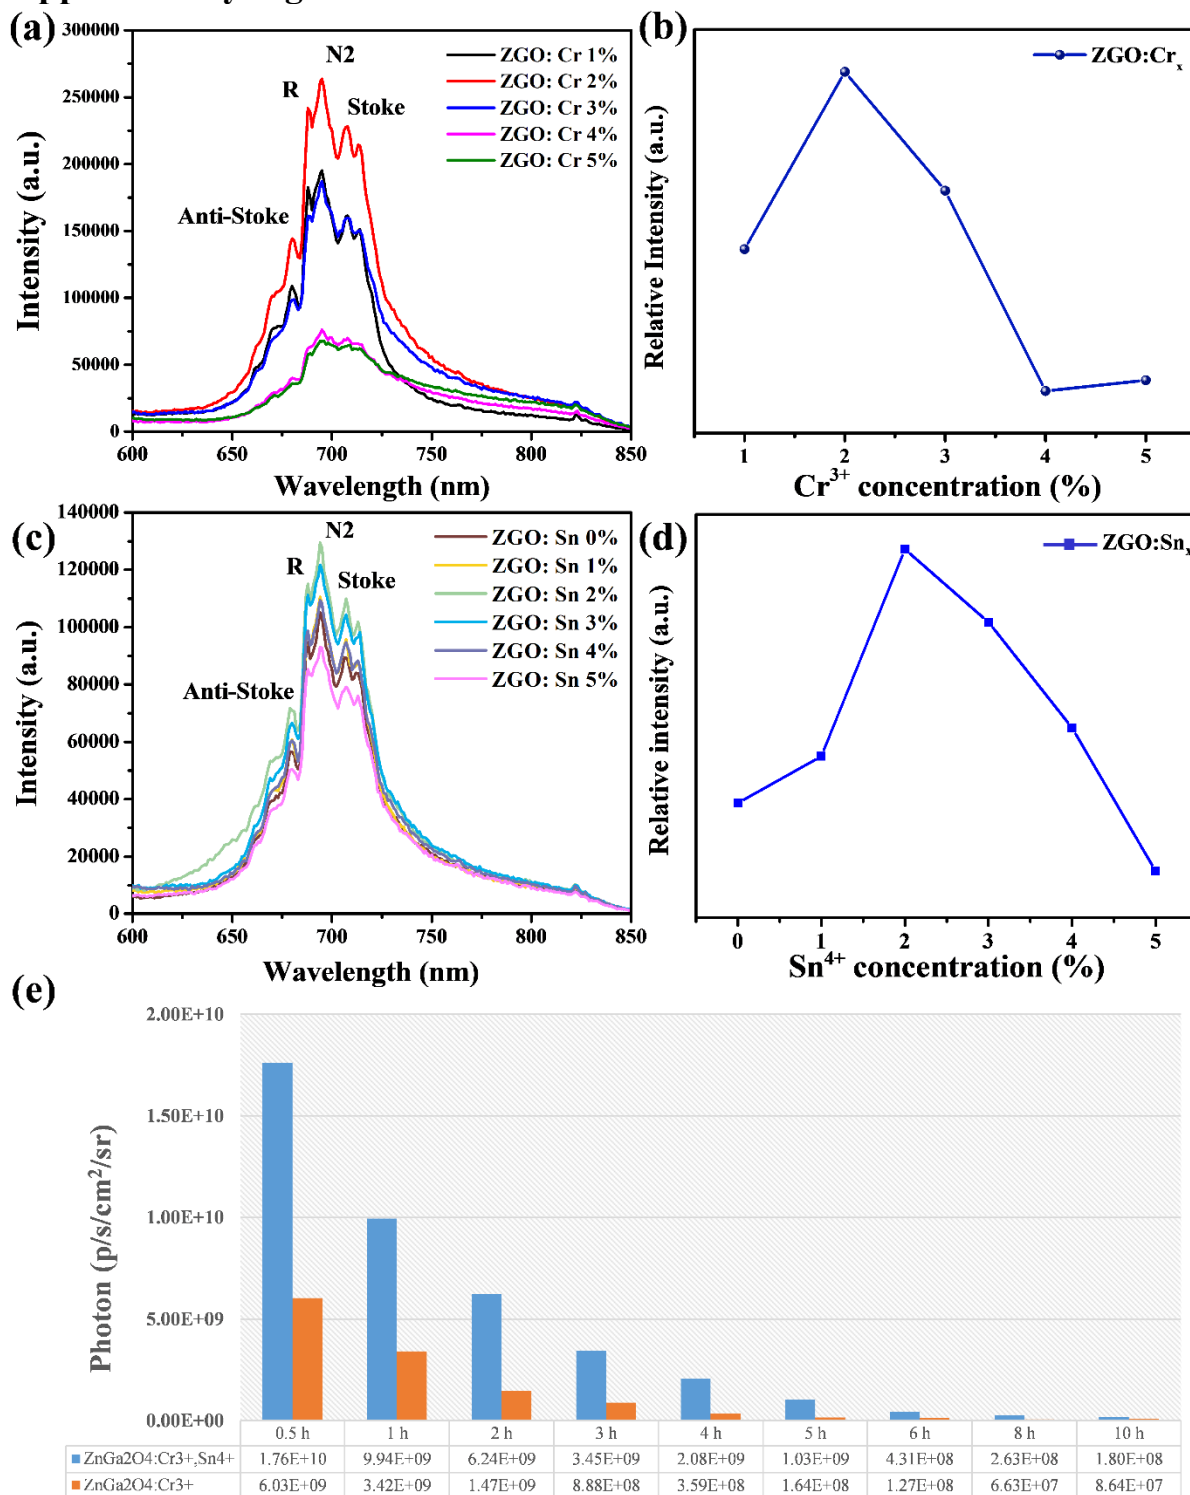 (a)
300000
250000
200000
150000
100000
50000
0
Intensity (a.u.)
N2
R
Stoke
Anti-Stoke
ZGO: Cr 1%
ZGO: Cr 2%
ZGO: Cr 3%
ZGO: Cr 4%
ZGO: Cr 5%
600 650 700 750 800 850
Wavelength (nm)
(b)
ZGO:Crₓ
Relative Intensity (a.u.)
1 2 3 4 5
Cr³⁺ concentration (%)
(c)
140000
120000
100000
80000
60000
40000
20000
0
Intensity (a.u.)
N2
R
Stoke
Anti-Stoke
ZGO: Sn 0%
ZGO: Sn 1%
ZGO: Sn 2%
ZGO: Sn 3%
ZGO: Sn 4%
ZGO: Sn 5%
600 650 700 750 800 850
Wavelength (nm)
(d)
ZGO:Snₓ
Relative intensity (a.u.)
0 1 2 3 4 5
Sn⁴⁺ concentration (%)
(e)
2.00E+10
1.50E+10
1.00E+10
5.00E+09
0.00E+00
Photon (p/s/cm²/sr)
0.5 h 1 h 2 h 3 h 4 h 5 h 6 h 8 h 10 h
ZnGa2O4:Cr3+,Sn4+ 1.76E+10 9.94E+09 6.24E+09 3.45E+09 2.08E+09 1.03E+09 4.31E+08 2.63E+08 1.80E+08
ZnGa2O4:Cr3+ 6.03E+09 3.42E+09 1.47E+09 8.88E+08 3.59E+08 1.64E+08 1.27E+08 6.63E+07 8.64E+07